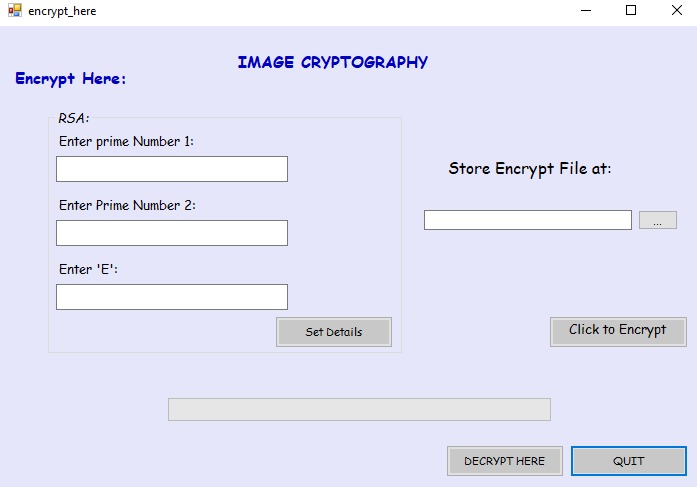 encrypt_here
IMAGE CRYPTOGRAPHY
Encrypt Here:
RSA:
Enter prime Number 1:
Enter Prime Number 2:
Enter 'E':
Set Details
Store Encrypt File at:
...
Click to Encrypt
DECRYPT HERE
QUIT